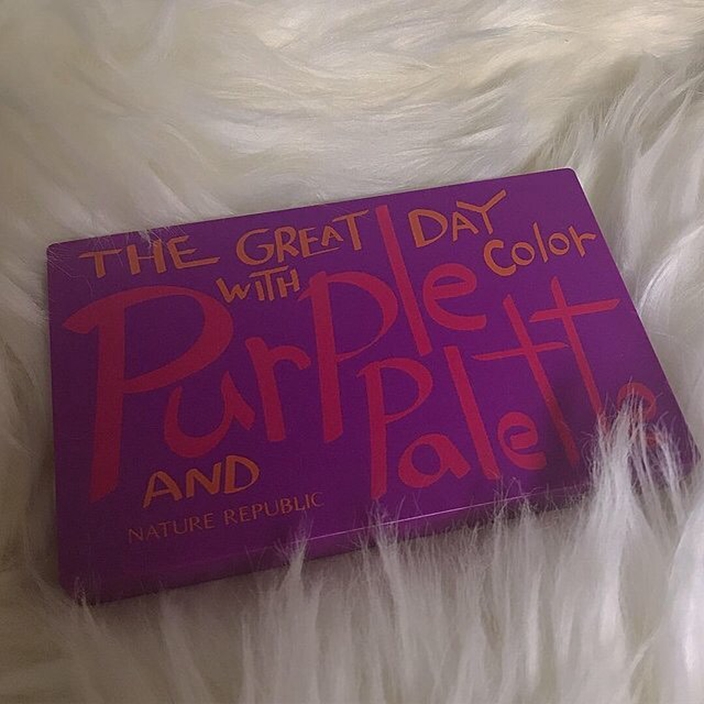 THE GREAT DAY
WITH Purple Color
Palette
AND
NATURE REPUBLIC